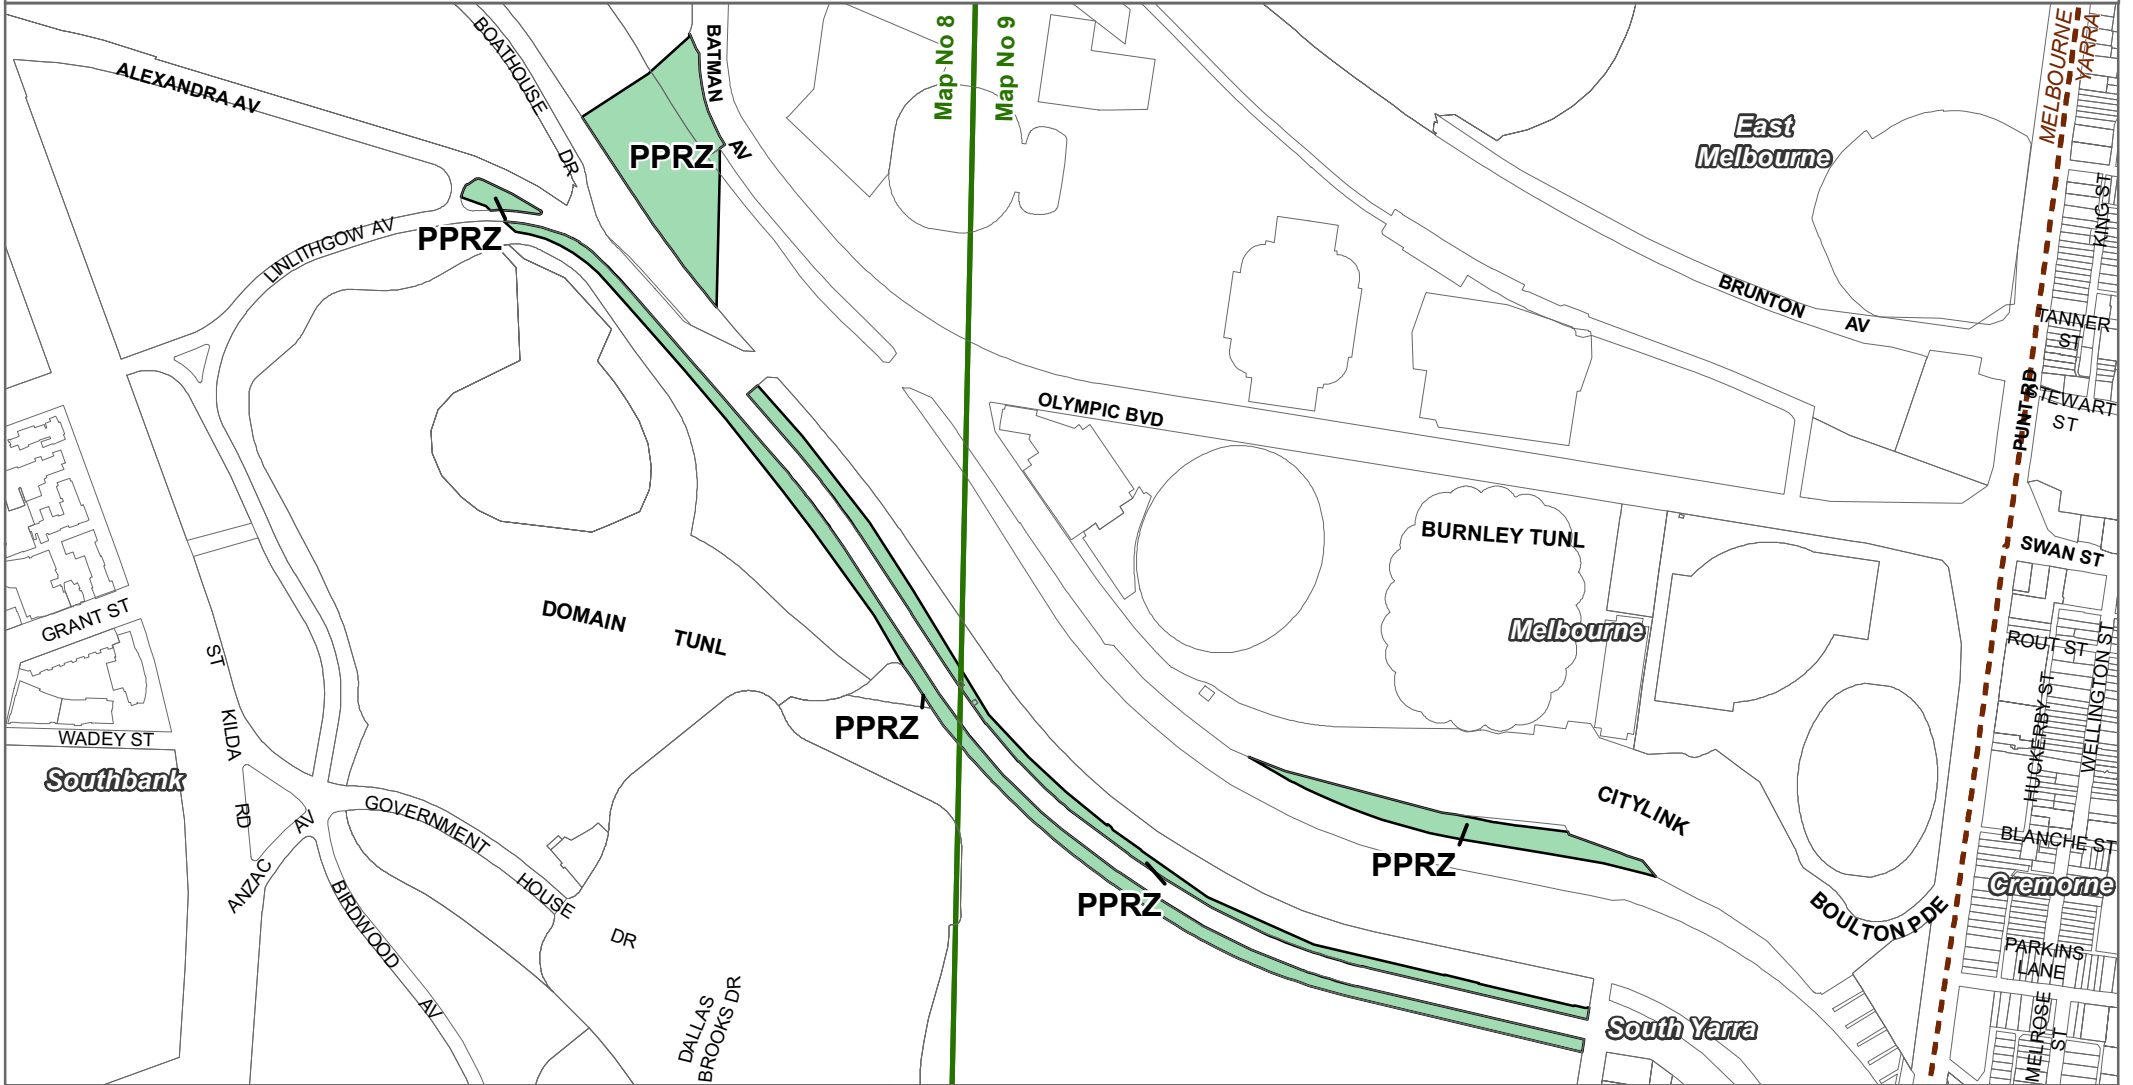 BOATHOUSE
DR
BATMAN
AV
Map No 8
Map No 9
MELBOURNE
YARRA
ALEXANDRA AV
East
Melbourne
PPRZ
KING ST
PPRZ
LINLITHGOW AV
BRUNTON AV
TANNER
ST
PUNT RD
STEWART
ST
OLYMPIC BVD
BURNLEY TUNL
SWAN ST
GRANT ST
DOMAIN TUNL
Melbourne
ROUT ST
ST
KILDA
RD
HUCKERBY ST
WELLINGTON ST
WADEY ST
PPRZ
Southbank
GOVERNMENT
HOUSE
DR
CITYLINK
BLANCHE ST
ANZAC
AV
PPRZ
Cremorne
BIRDWOOD
AV
PPRZ
BOULTON PDE
PARKINS
LANE
DALLAS
BROOKS DR
South Yarra
MELROSE
ST